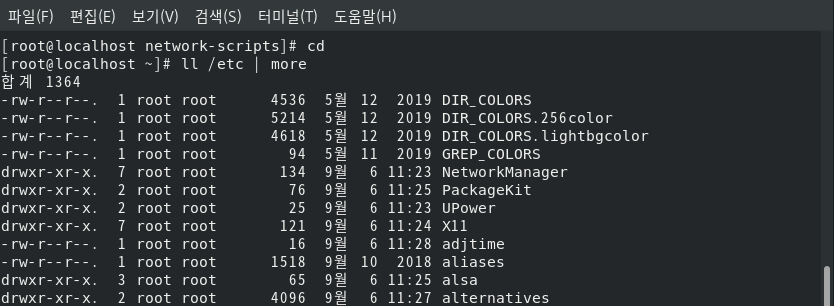 파일(F) 편집(E) 보기(V) 검색(S) 터미널(T) 도움말(H)
[root@localhost network-scripts]# cd
[root@localhost ~]# ll /etc | more
합계 1364
-rw-r--r--. 1 root root 4536 5월 12 2019 DIR_COLORS
-rw-r--r--. 1 root root 5214 5월 12 2019 DIR_COLORS.256color
-rw-r--r--. 1 root root 4618 5월 12 2019 DIR_COLORS.lightbgcolor
-rw-r--r--. 1 root root 94 5월 11 2019 GREP_COLORS
drwxr-xr-x. 7 root root 134 9월 6 11:23 NetworkManager
drwxr-xr-x. 2 root root 76 9월 6 11:25 PackageKit
drwxr-xr-x. 2 root root 25 9월 6 11:23 UPower
drwxr-xr-x. 7 root root 121 9월 6 11:24 X11
-rw-r--r--. 1 root root 16 9월 6 11:28 adjtime
-rw-r--r--. 1 root root 1518 9월 10 2018 aliases
drwxr-xr-x. 3 root root 65 9월 6 11:25 alsa
drwxr-xr-x. 2 root root 4096 9월 6 11:27 alternatives